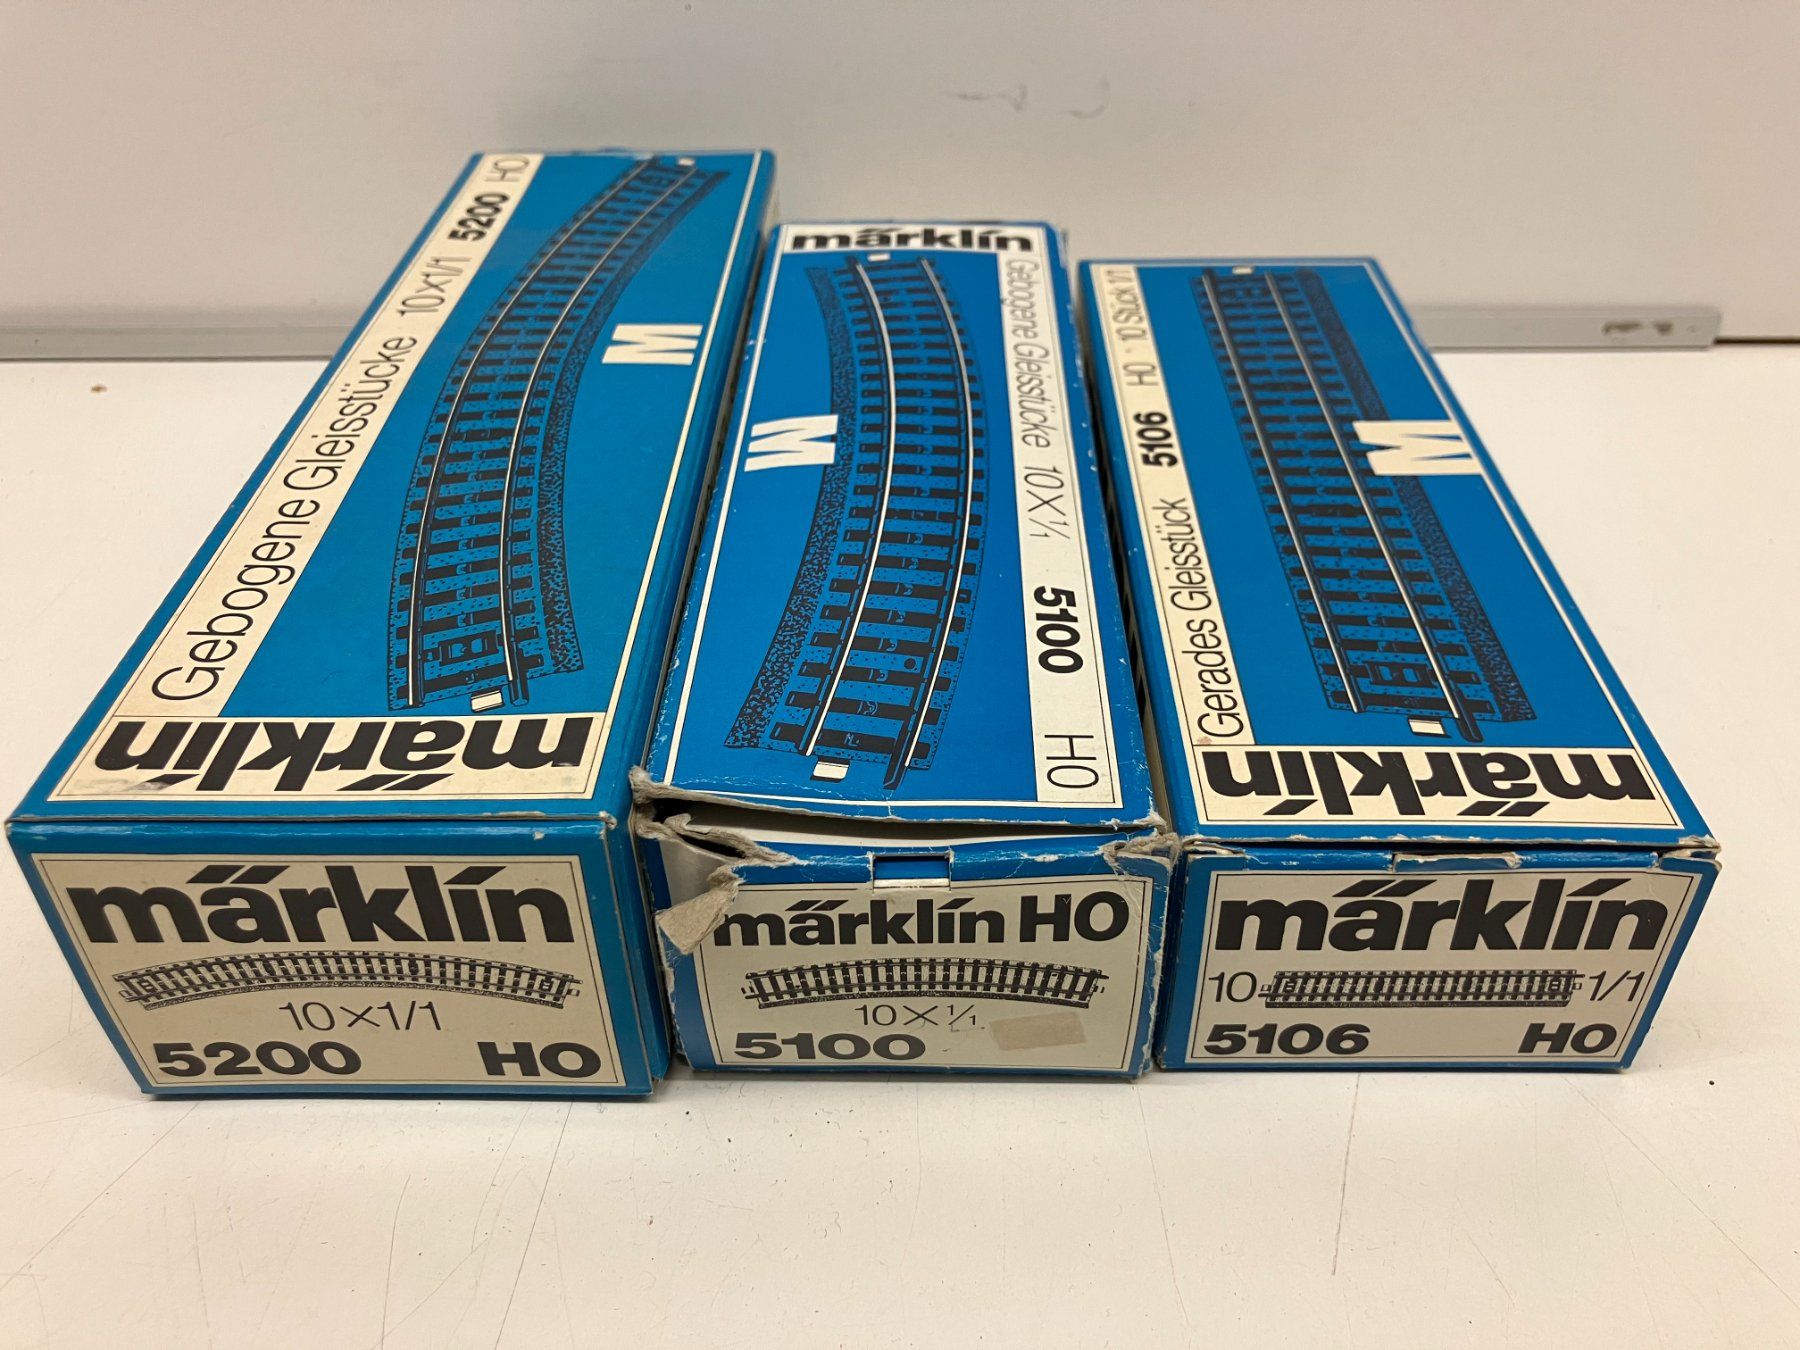 Gebogene Gleisstücke 10x1/1 5200 HO
M
märklin
märklin
10x1/1
5200 HO
märklin
Gebogene Gleisstücke 10 X 1/1 5100 HO
M
märklin HO
10 X 1/1
5100
Gerades Gleisstück 5106 HO · 10 Stück 1/1
M
märklin
märklin
10 1/1
5106 HO